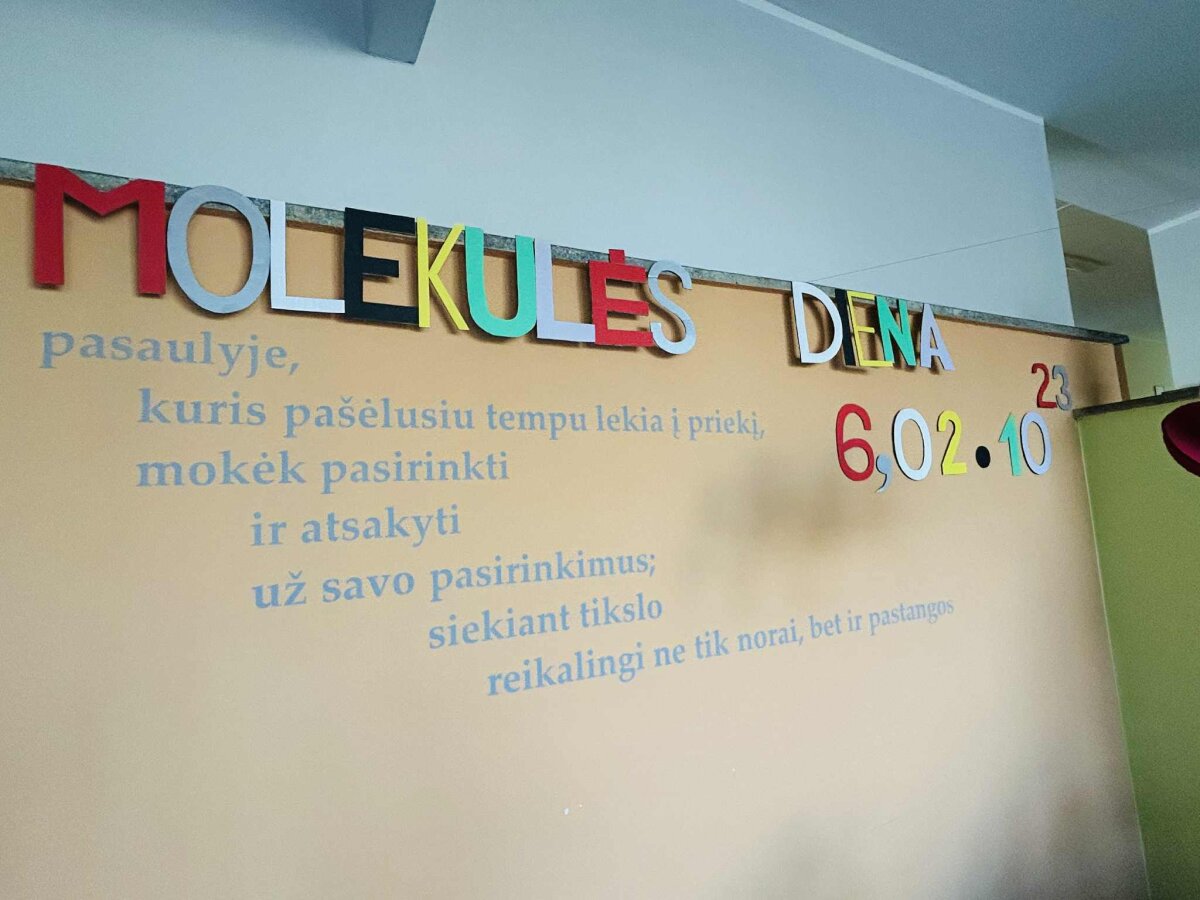 MOLEKULĖS DIENA
6,02.10²³
pasaulyje,
kuris pašėlusiu tempu lekia į priekį,
mokėk pasirinkti
ir atsakyti
už savo pasirinkimus;
siekiant tikslo
reikalingi ne tik norai, bet ir pastangos